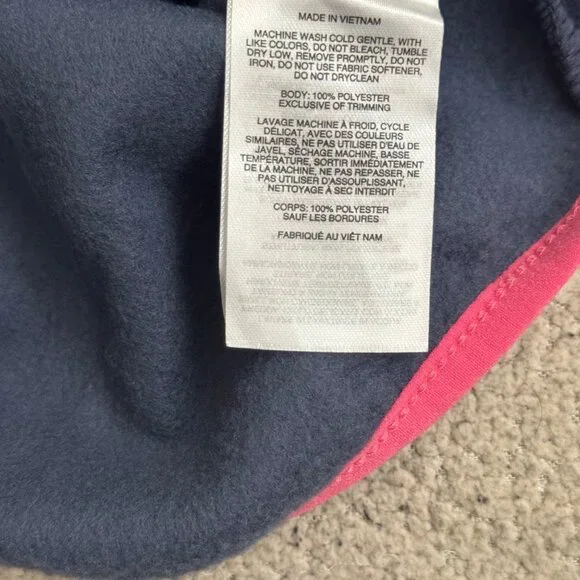 MADE IN VIETNAM
MACHINE WASH COLD GENTLE, WITH
LIKE COLORS, DO NOT BLEACH, TUMBLE
DRY LOW, REMOVE PROMPTLY, DO NOT
IRON, DO NOT USE FABRIC SOFTENER,
DO NOT DRYCLEAN
BODY: 100% POLYESTER
EXCLUSIVE OF TRIMMING
LAVAGE MACHINE À FROID, CYCLE
DÉLICAT, AVEC DES COULEURS
SIMILAIRES, NE PAS UTILISER D'EAU DE
JAVEL, SÉCHAGE MACHINE, BASSE
TEMPÉRATURE, SORTIR IMMÉDIATEMENT
DE LA MACHINE, NE PAS REPASSER, NE
PAS UTILISER D'ASSOUPLISSANT,
NETTOYAGE À SEC INTERDIT
CORPS: 100% POLYESTER
SAUF LES BORDURES
FABRIQUÉ AU VIÊT NAM